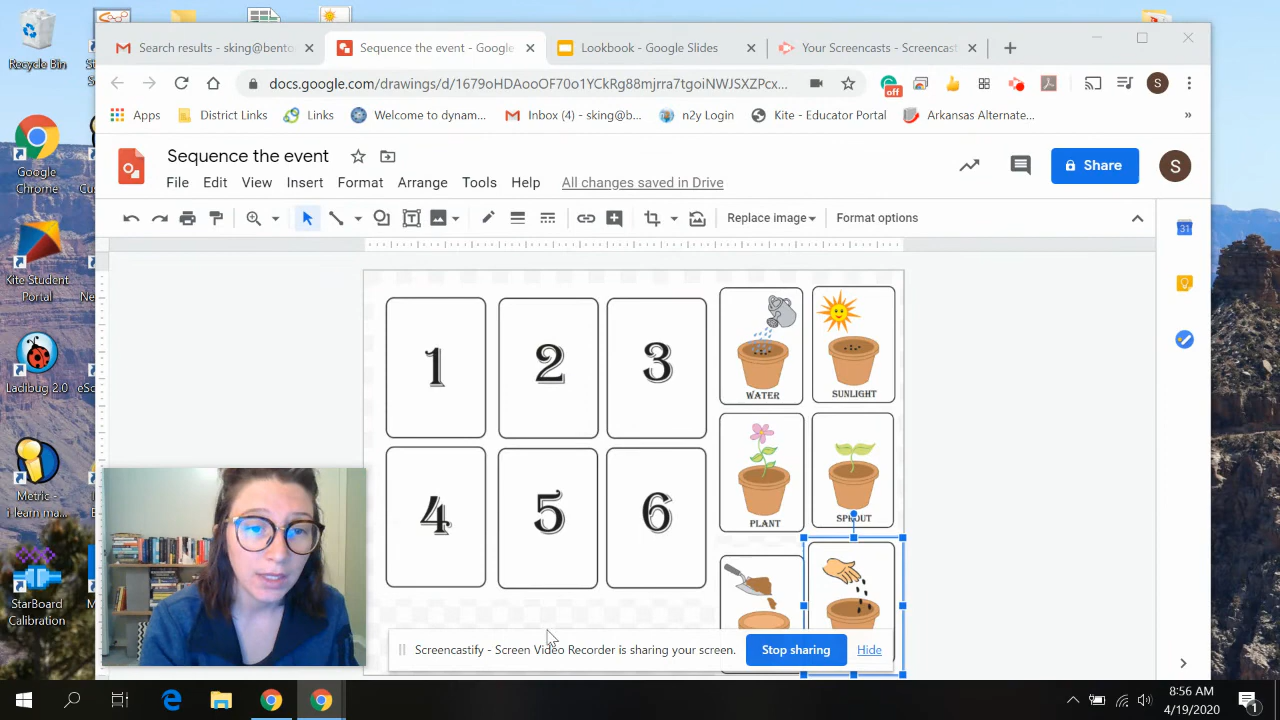 Recycle Bin
Google
Chrome
Kite Student
Portal
Ladibug 2.0
Metric -
i-learn ma...
StarBoard
Calibration
Search results - sking@bento
Sequence the event - Google
Lookbook - Google Slides
Your Screencasts - Screencast
docs.google.com/drawings/d/1679oHDAooOF70o1YCkRg88mjrra7tgoiNWJSXZPcx...
off
S
Apps
District Links
Links
Welcome to dynam...
Inbox (4) - sking@b...
n2y Login
Kite - Educator Portal
Arkansas Alternate...
»
Sequence the event
Share
S
File Edit View Insert Format Arrange Tools Help All changes saved in Drive
Replace image
Format options
31
1 2 3
WATER
SUNLIGHT
4 5 6
PLANT
SPROUT
Screencastify - Screen Video Recorder is sharing your screen.
Stop sharing
Hide
8:56 AM
4/19/2020
1